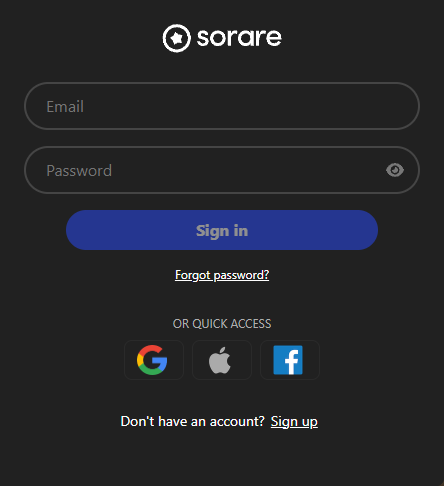 sorare
Email
Password
Sign in
Forgot password?
OR QUICK ACCESS
Don't have an account? Sign up